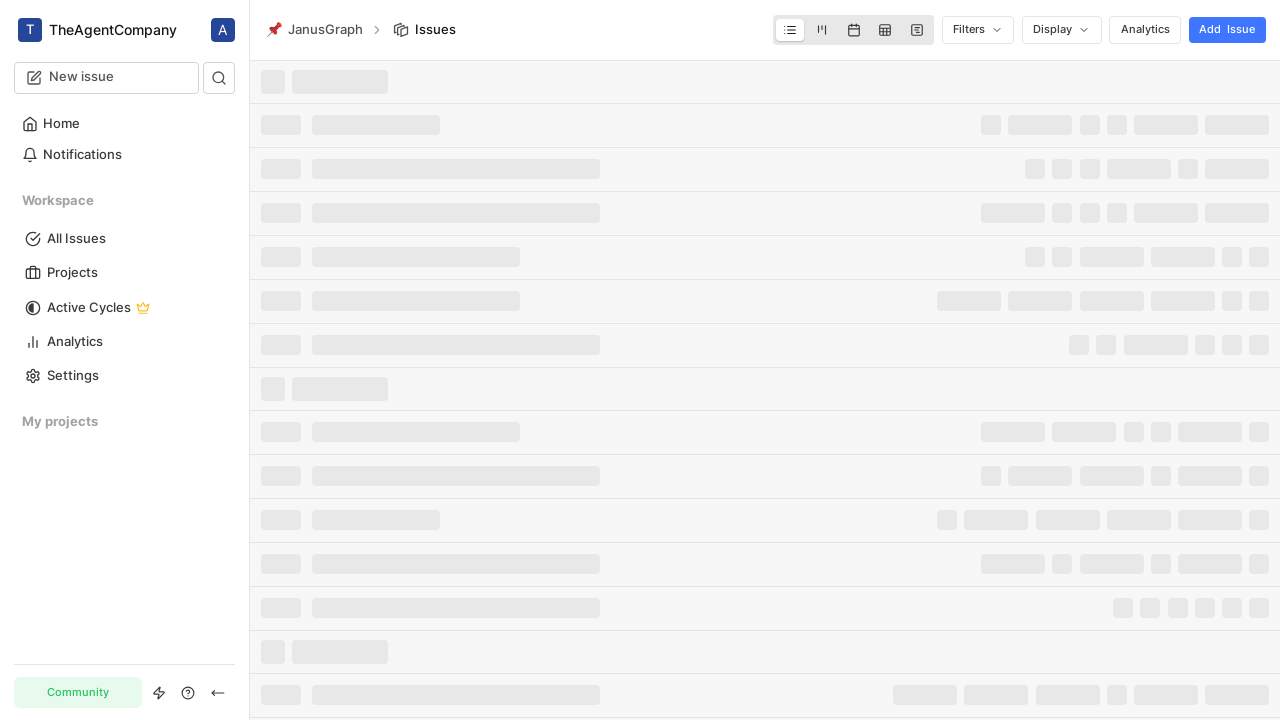 T TheAgentCompany A
New issue
Home
Notifications
Workspace
All Issues
Projects
Active Cycles
Analytics
Settings
My projects
Community
JanusGraph Issues
Filters Display Analytics Add Issue